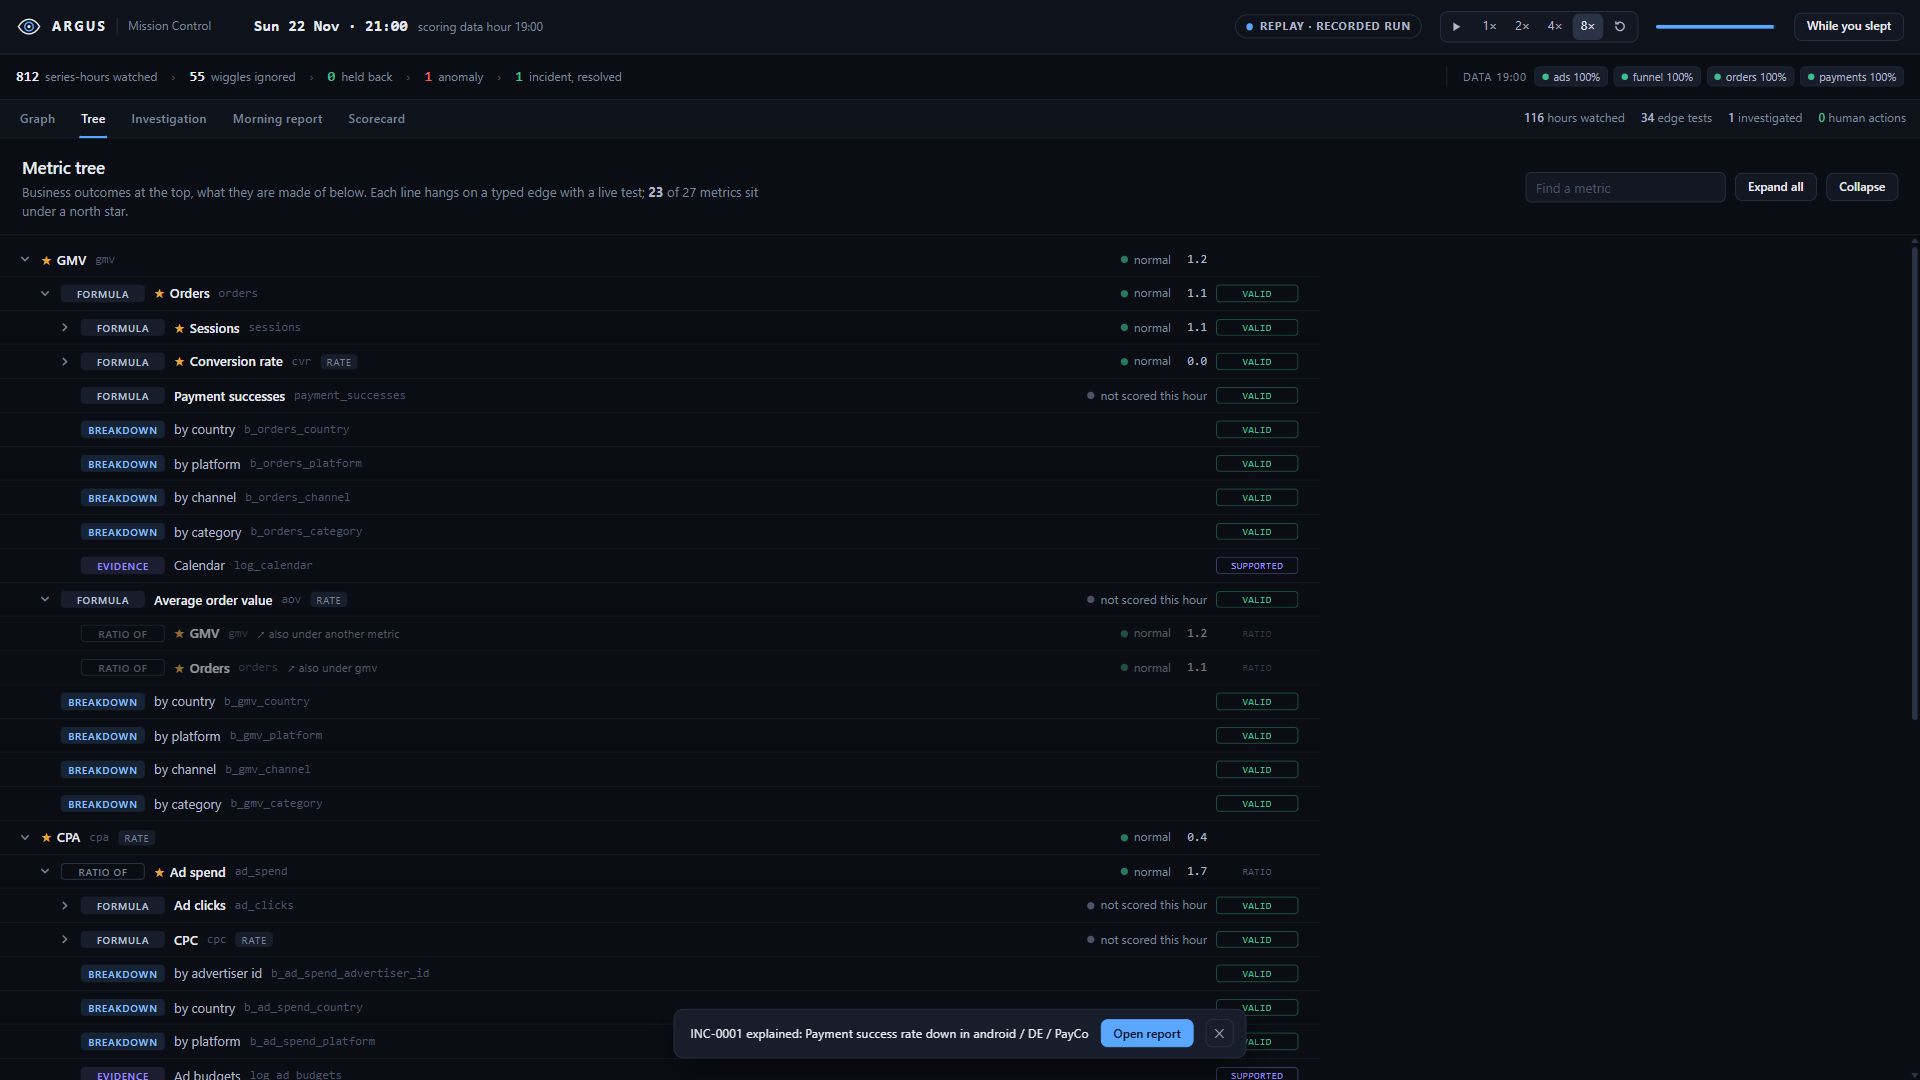 ARGUS Mission Control Sun 22 Nov • 21:00 scoring data hour 19:00 REPLAY · RECORDED RUN 1× 2× 4× 8× While you slept
812 series-hours watched › 55 wiggles ignored › 0 held back › 1 anomaly › 1 incident, resolved DATA 19:00 ads 100% funnel 100% orders 100% payments 100%
Graph Tree Investigation Morning report Scorecard 116 hours watched 34 edge tests 1 investigated 0 human actions
Metric tree
Business outcomes at the top, what they are made of below. Each line hangs on a typed edge with a live test; 23 of 27 metrics sit
under a north star.
Find a metric Expand all Collapse
★ GMV gmv normal 1.2
FORMULA ★ Orders orders normal 1.1 VALID
FORMULA ★ Sessions sessions normal 1.1 VALID
FORMULA ★ Conversion rate cvr RATE normal 0.0 VALID
FORMULA Payment successes payment_successes not scored this hour VALID
BREAKDOWN by country b_orders_country VALID
BREAKDOWN by platform b_orders_platform VALID
BREAKDOWN by channel b_orders_channel VALID
BREAKDOWN by category b_orders_category VALID
EVIDENCE Calendar log_calendar SUPPORTED
FORMULA Average order value aov RATE not scored this hour VALID
RATIO OF ★ GMV gmv ↗ also under another metric normal 1.2 RATIO
RATIO OF ★ Orders orders ↗ also under gmv normal 1.1 RATIO
BREAKDOWN by country b_gmv_country VALID
BREAKDOWN by platform b_gmv_platform VALID
BREAKDOWN by channel b_gmv_channel VALID
BREAKDOWN by category b_gmv_category VALID
★ CPA cpa RATE normal 0.4
RATIO OF ★ Ad spend ad_spend normal 1.7 RATIO
FORMULA Ad clicks ad_clicks not scored this hour VALID
FORMULA CPC cpc RATE not scored this hour VALID
BREAKDOWN by advertiser id b_ad_spend_advertiser_id VALID
BREAKDOWN by country b_ad_spend_country VALID
INC-0001 explained: Payment success rate down in android / DE / PayCo Open report
BREAKDOWN by platform b_ad_spend_platform VALID
EVIDENCE Ad budgets log_ad_budgets SUPPORTED